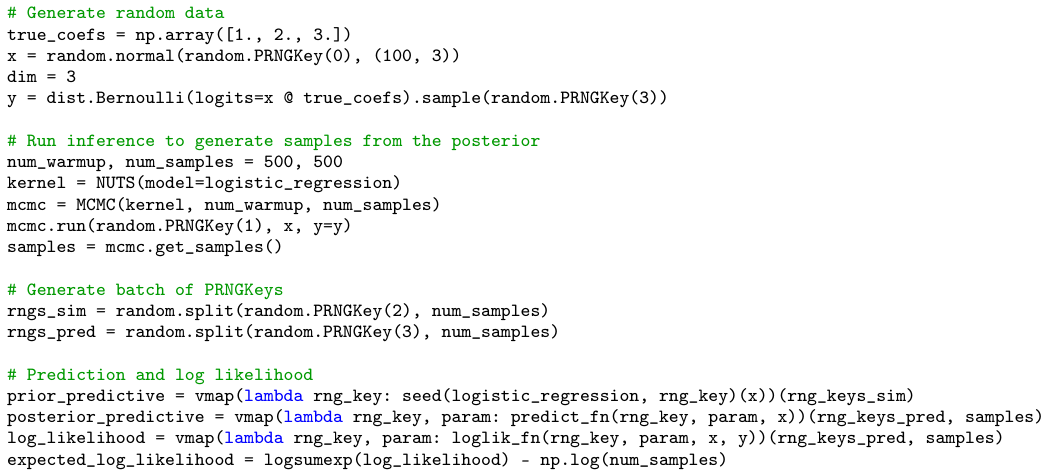 # Generate random data
true_coefs = np.array([1., 2., 3.])
x = random.normal(random.PRNGKey(0), (100, 3))
dim = 3
y = dist.Bernoulli(logits=x @ true_coefs).sample(random.PRNGKey(3))
# Run inference to generate samples from the posterior
num_warmup, num_samples = 500, 500
kernel = NUTS(model=logistic_regression)
mcmc = MCMC(kernel, num_warmup, num_samples)
mcmc.run(random.PRNGKey(1), x, y=y)
samples = mcmc.get_samples()
# Generate batch of PRNGKeys
rngs_sim = random.split(random.PRNGKey(2), num_samples)
rngs_pred = random.split(random.PRNGKey(3), num_samples)
# Prediction and log likelihood
prior_predictive = vmap(lambda rng_key: seed(logistic_regression, rng_key)(x))(rng_keys_sim)
posterior_predictive = vmap(lambda rng_key, param: predict_fn(rng_key, param, x))(rng_keys_pred, samples)
log_likelihood = vmap(lambda rng_key, param: loglik_fn(rng_key, param, x, y))(rng_keys_pred, samples)
expected_log_likelihood = logsumexp(log_likelihood) - np.log(num_samples)